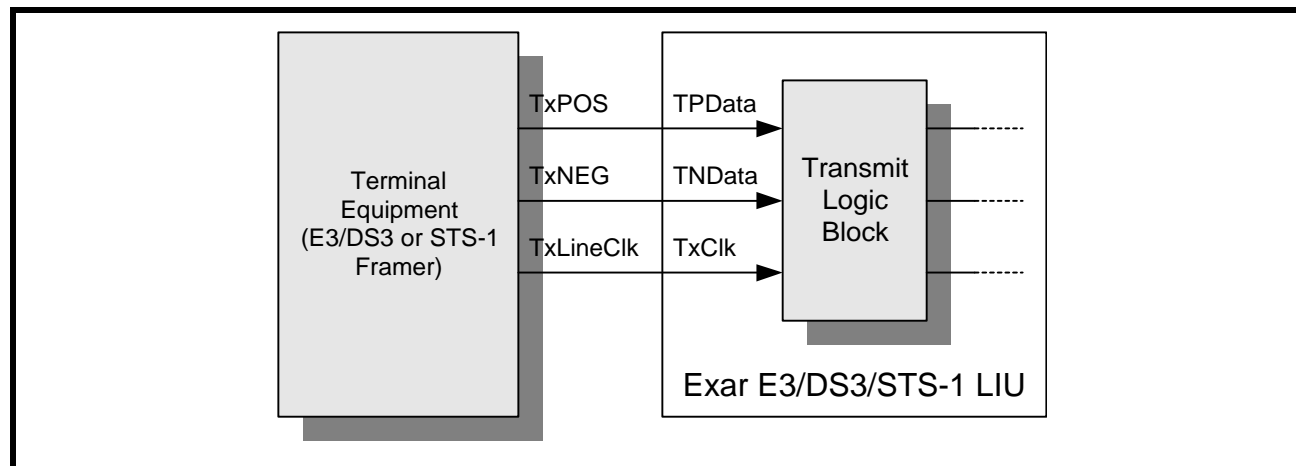 TxPOS
TPData
TxNEG
TNData
TxLineClk
TxClk
Terminal
Equipment
(E3/DS3 or STS-1
Framer)
Transmit
Logic
Block
Exar E3/DS3/STS-1 LIU